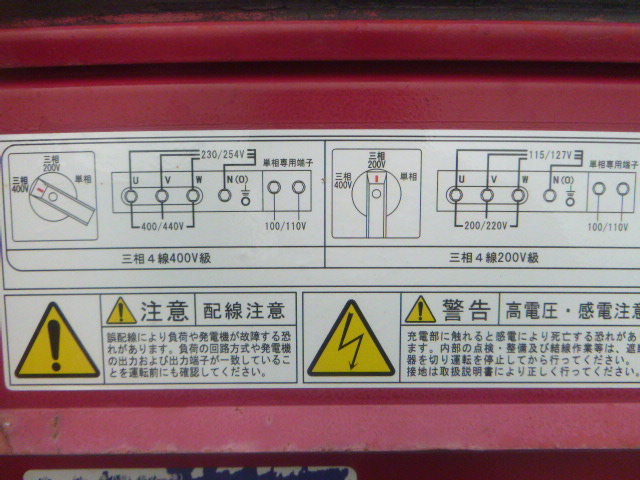 三相
200V
三相
400V
単相
230/254V
U V W N(O)
単相専用端子
400/440V
100/110V
三相4線400V級
三相
200V
三相
400V
単相
115/127V
U V W N(O)
単相専用端子
200/220V
100/110V
三相4線200V級
注意 配線注意
誤配線により負荷や発電機が故障する恐
れがあります。負荷の回路方式や発電機
の出力および出力端子が一致しているこ
とを運転前にも確認してください。
警告 高電圧・感電注意
充電部に触れると感電により死亡する恐れがあ
ます。内部の点検・整備及び結線作業等は、遮
器を切り運転を停止してから行ってください。
接地は取扱説明書により正しく行ってください。